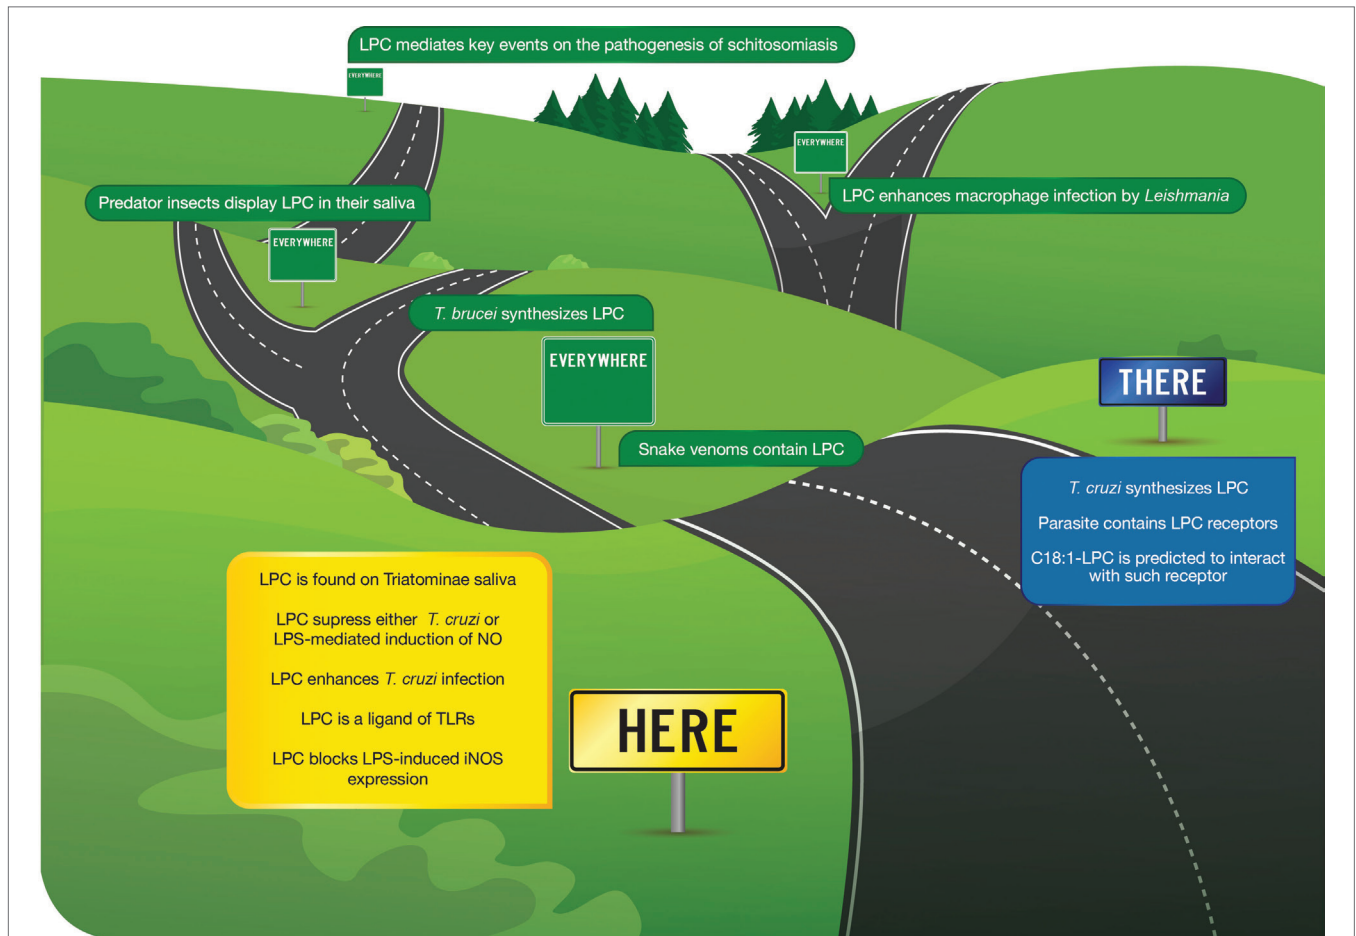 LPC mediates key events on the pathogenesis of schitosomiasis
EVERYWHERE
EVERYWHERE
LPC enhances macrophage infection by Leishmania
Predator insects display LPC in their saliva
EVERYWHERE
T. brucei synthesizes LPC
EVERYWHERE
Snake venoms contain LPC
THERE
T. cruzi synthesizes LPC
Parasite contains LPC receptors
C18:1-LPC is predicted to interact
with such receptor
LPC is found on Triatominae saliva
LPC supress either T. cruzi or
LPS-mediated induction of NO
LPC enhances T. cruzi infection
LPC is a ligand of TLRs
LPC blocks LPS-induced iNOS
expression
HERE